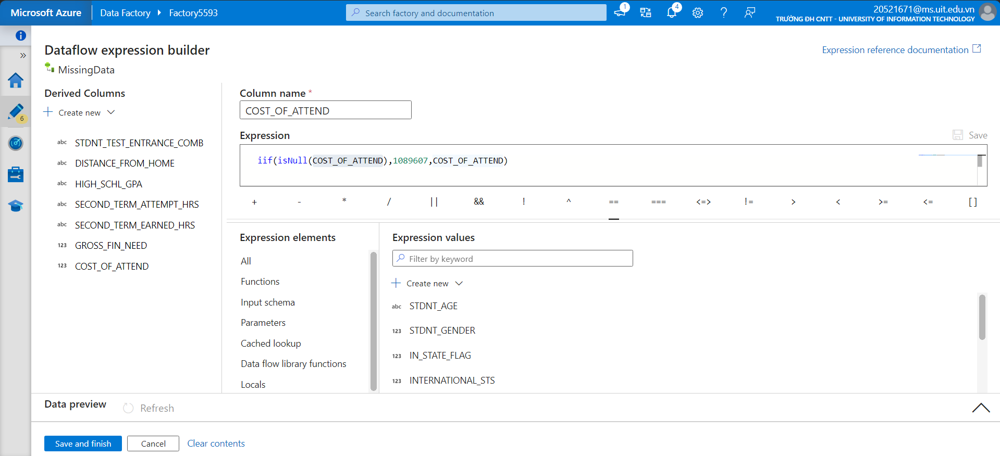 Microsoft Azure
Data Factory
Factory5593
Search factory and documentation
1
4
20521671@ms.uit.edu.vn
TRƯỜNG ĐH CNTT - UNIVERSITY OF INFORMATION TECHNOLOGY
6
Dataflow expression builder
MissingData
Expression reference documentation
Derived Columns
Create new
abc STDNT_TEST_ENTRANCE_COMB
abc DISTANCE_FROM_HOME
abc HIGH_SCHL_GPA
abc SECOND_TERM_ATTEMPT_HRS
abc SECOND_TERM_EARNED_HRS
123 GROSS_FIN_NEED
123 COST_OF_ATTEND
Column name *
COST_OF_ATTEND
Expression
Save
iif(isNull(COST_OF_ATTEND),1089607,COST_OF_ATTEND)
+ - * / || && ! ^ == === <=> != > < >= <= []
Expression elements
All
Functions
Input schema
Parameters
Cached lookup
Data flow library functions
Locals
Expression values
Filter by keyword
Create new
abc STDNT_AGE
123 STDNT_GENDER
123 IN_STATE_FLAG
123 INTERNATIONAL_STS
Data preview
Refresh
Save and finish
Cancel
Clear contents